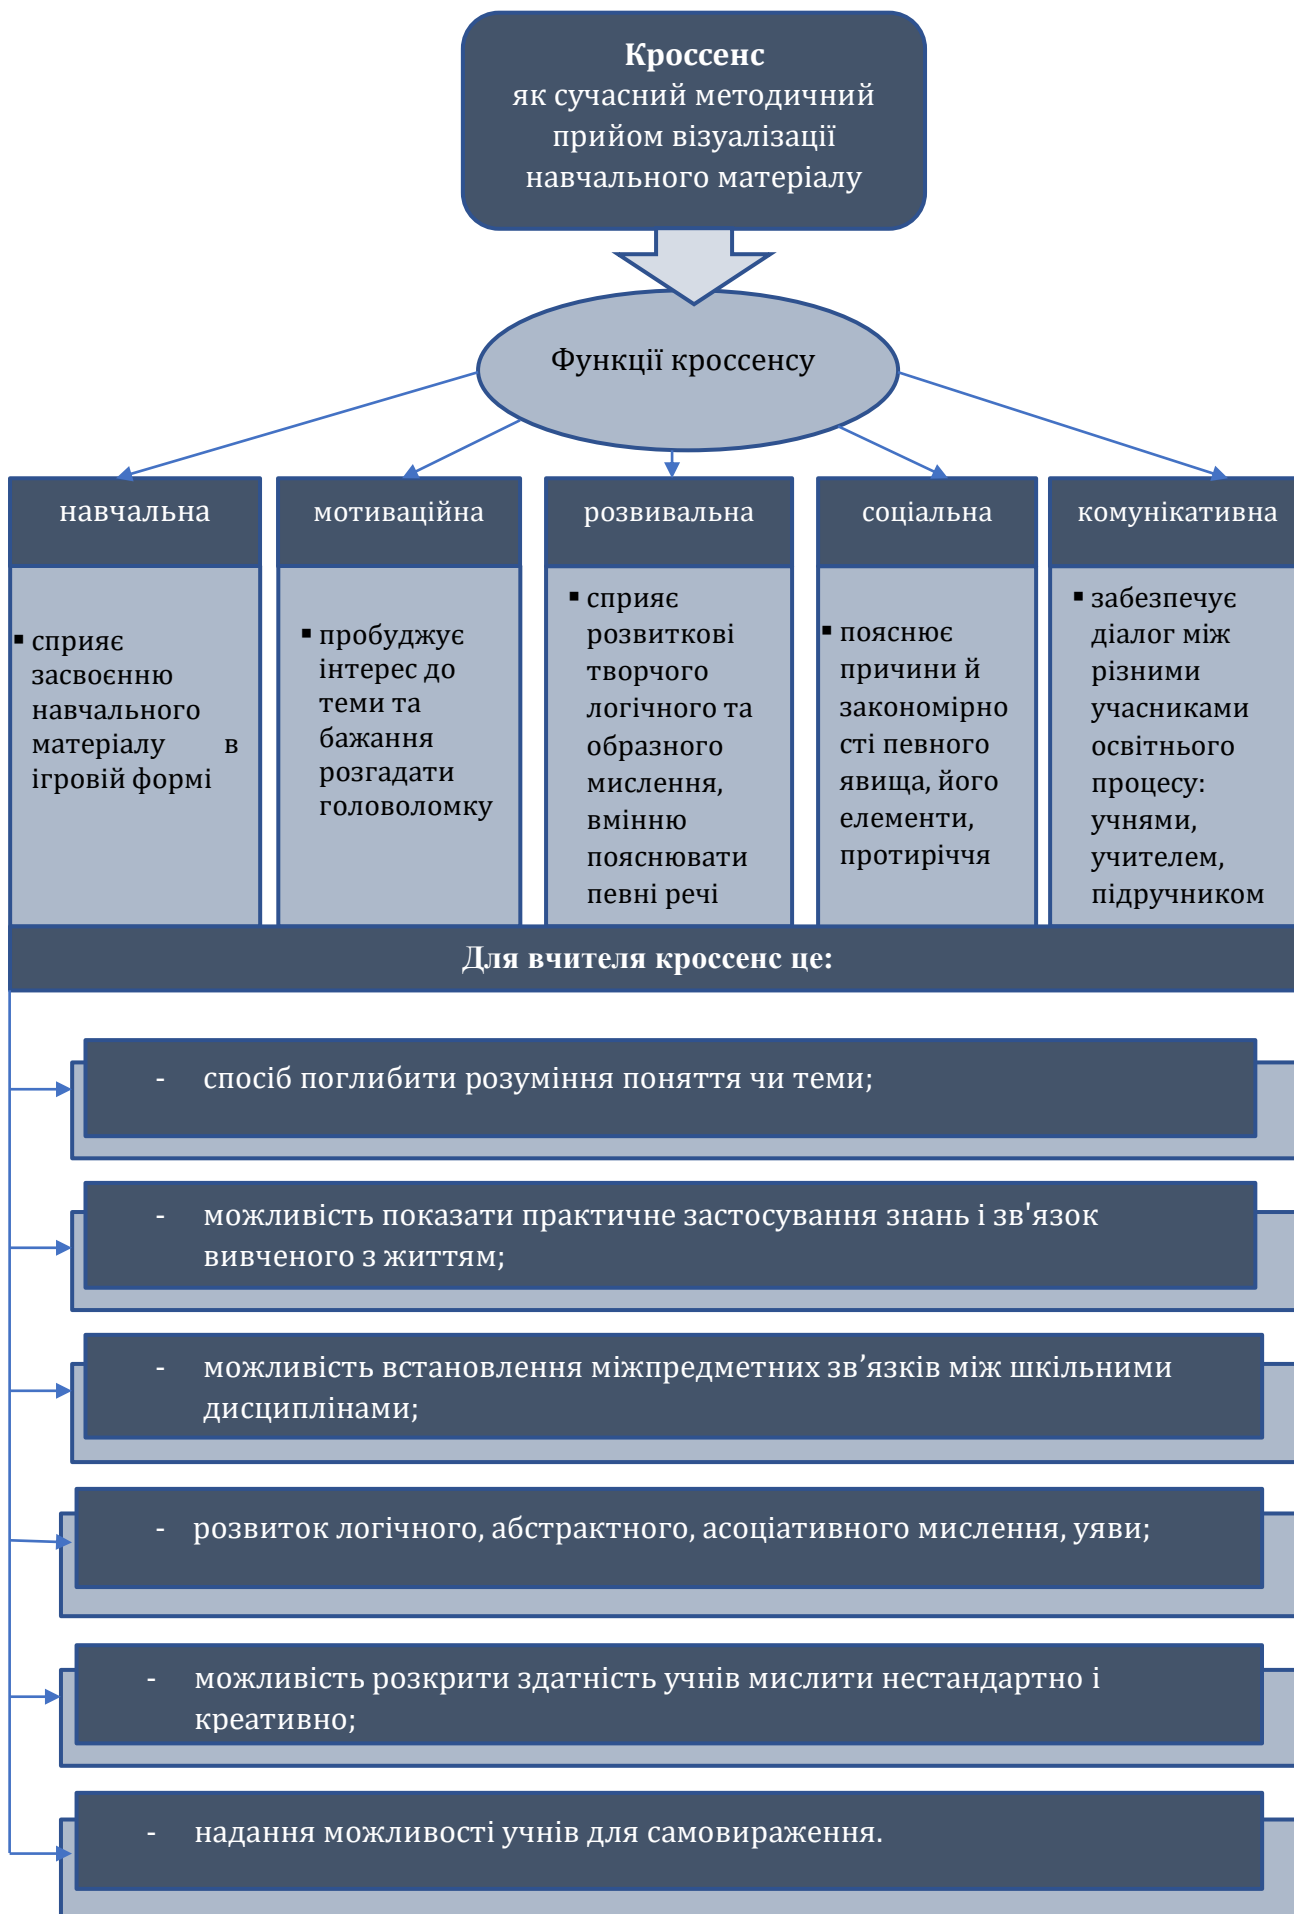 Кроссенс
як сучасний методичний
прийом візуалізації
навчального матеріалу
Функції кроссенсу
навчальна
▪ сприяє
засвоєнню
навчального
матеріалу в
ігровій формі
мотиваційна
▪ пробуджує
інтерес до
теми та
бажання
розгадати
головоломку
розвивальна
▪ сприяє
розвиткові
творчого
логічного та
образного
мислення,
вмінню
пояснювати
певні речі
соціальна
▪ пояснює
причини й
закономірно
сті певного
явища, його
елементи,
протиріччя
комунікативна
▪ забезпечує
діалог між
різними
учасниками
освітнього
процесу:
учнями,
учителем,
підручником
Для вчителя кроссенс це:
- спосіб поглибити розуміння поняття чи теми;
- можливість показати практичне застосування знань і зв'язок
вивченого з життям;
- можливість встановлення міжпредметних зв’язків між шкільними
дисциплінами;
- розвиток логічного, абстрактного, асоціативного мислення, уяви;
- можливість розкрити здатність учнів мислити нестандартно і
креативно;
- надання можливості учнів для самовираження.